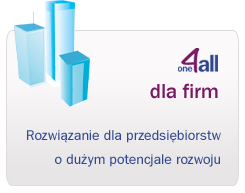 one4all
dla firm
Rozwiązanie dla przedsiębiorstw
o dużym potencjale rozwoju